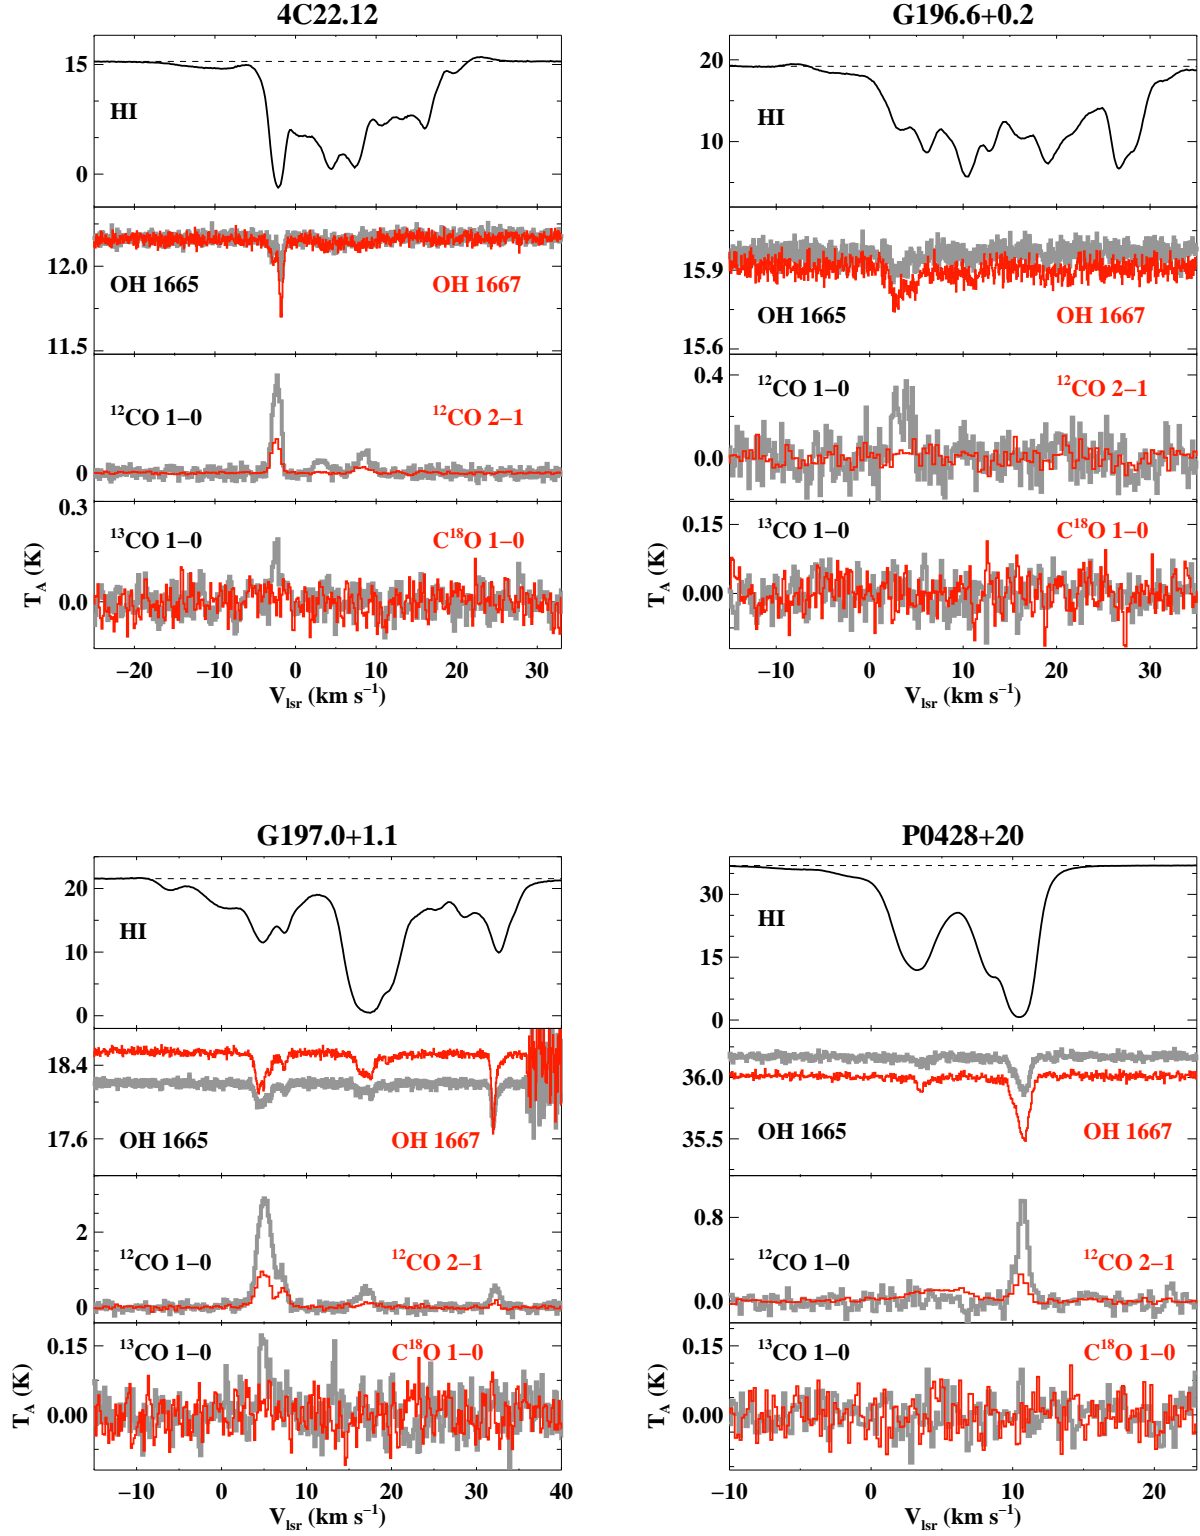 4C22.12
15
0
HI
12.0
11.5
OH 1665 OH 1667
0
¹²CO 1−0 ¹²CO 2−1
0.3
0.0
¹³CO 1−0 C¹⁸O 1−0
T_A (K)
−20 −10 0 10 20 30
V_lsr (km s⁻¹)
G196.6+0.2
20
10
HI
15.9
15.6
OH 1665 OH 1667
0.4
0.0
¹²CO 1−0 ¹²CO 2−1
0.15
0.00
¹³CO 1−0 C¹⁸O 1−0
T_A (K)
−10 0 10 20 30
V_lsr (km s⁻¹)
G197.0+1.1
20
10
0
HI
18.4
17.6
OH 1665 OH 1667
2
0
¹²CO 1−0 ¹²CO 2−1
0.15
0.00
¹³CO 1−0 C¹⁸O 1−0
T_A (K)
−10 0 10 20 30 40
V_lsr (km s⁻¹)
P0428+20
30
15
0
HI
36.0
35.5
OH 1665 OH 1667
0.8
0.0
¹²CO 1−0 ¹²CO 2−1
0.15
0.00
¹³CO 1−0 C¹⁸O 1−0
T_A (K)
−10 0 10 20
V_lsr (km s⁻¹)